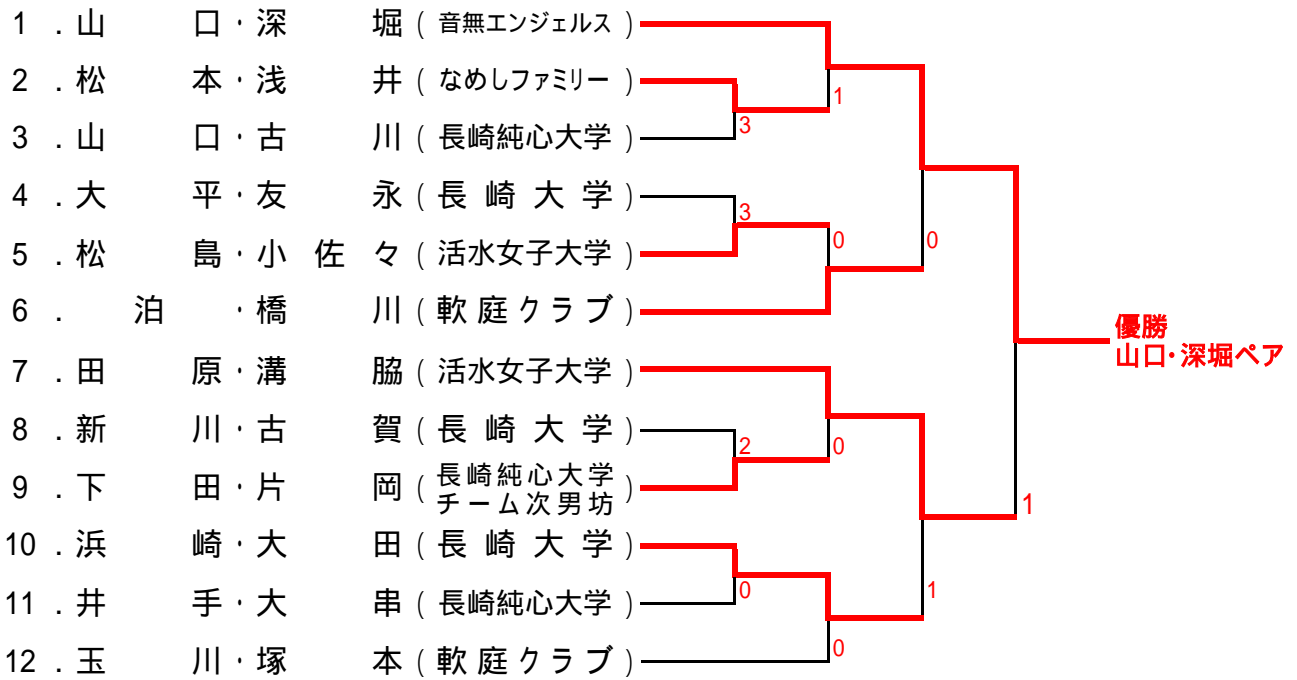 1 . 山 口 ・ 深 堀 ( 音無エンジェルス )
1
2 . 松 本 ・ 浅 井 ( なめしファミリー )
3
3 . 山 口 ・ 古 川 ( 長崎純心大学 )
4 . 大 平 ・ 友 永 ( 長 崎 大 学 )
3
0
0
5 . 松 島 ・ 小 佐 々 ( 活水女子大学 )
6 . 泊 ・ 橋 川 ( 軟庭クラブ )
優勝
山口・深堀ペア
7 . 田 原 ・ 溝 脇 ( 活水女子大学 )
8 . 新 川 ・ 古 賀 ( 長 崎 大 学 )
2
0
9 . 下 田 ・ 片 岡 ( 長崎純心大学
チーム次男坊 )
1
10 . 浜 崎 ・ 大 田 ( 長 崎 大 学 )
0
1
11 . 井 手 ・ 大 串 ( 長崎純心大学 )
0
12 . 玉 川 ・ 塚 本 ( 軟庭クラブ )